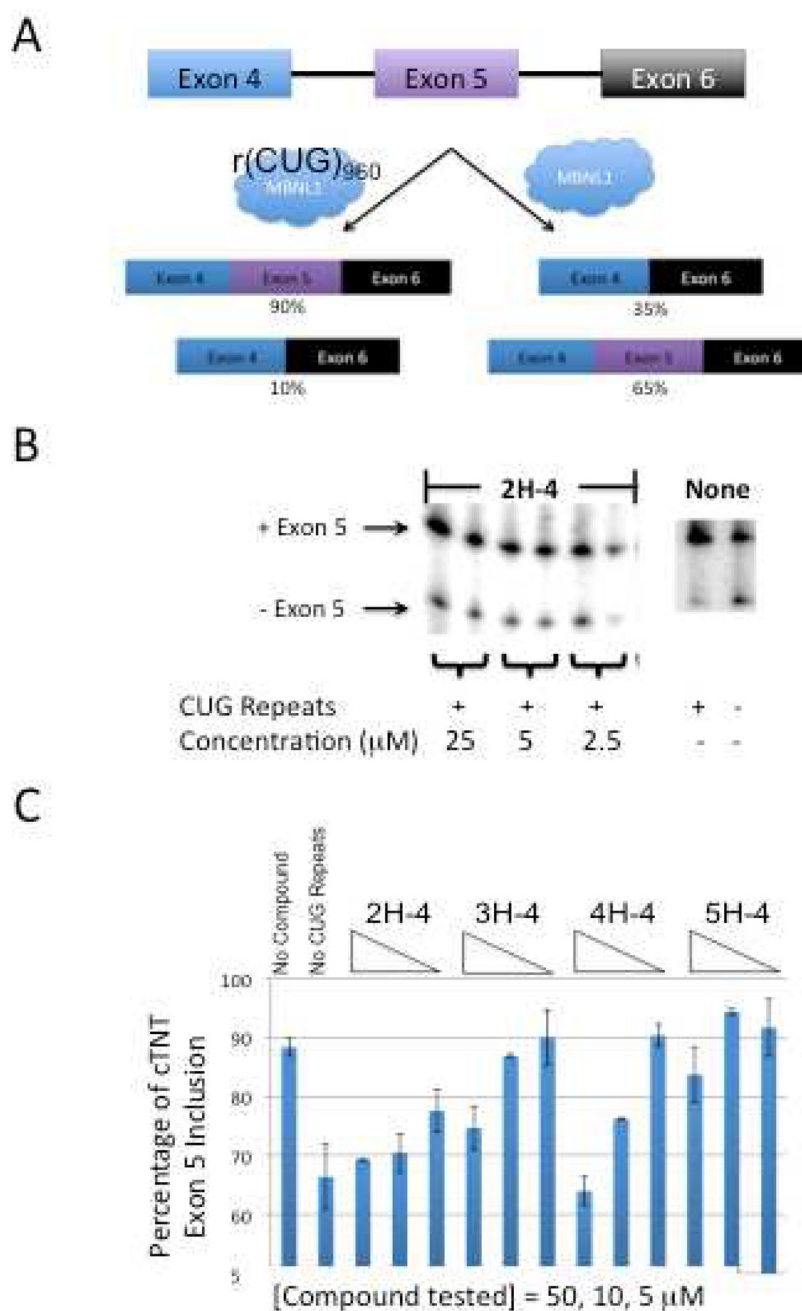 A
Exon 4 Exon 5 Exon 6
r(CUG)960
MBNL1 MBNL1
Exon 4 Exon 5 Exon 6
90%
Exon 4 Exon 6
35%
Exon 4 Exon 6
10%
Exon 4 Exon 5 Exon 6
65%
B
2H-4 None
+ Exon 5
- Exon 5
CUG Repeats + + + + -
Concentration (μM) 25 5 2.5 - -
C
No Compound
No CUG Repeats
2H-4 3H-4 4H-4 5H-4
Percentage of cTNT
Exon 5 Inclusion
100
90
80
70
60
5
[Compound tested] = 50, 10, 5 μM